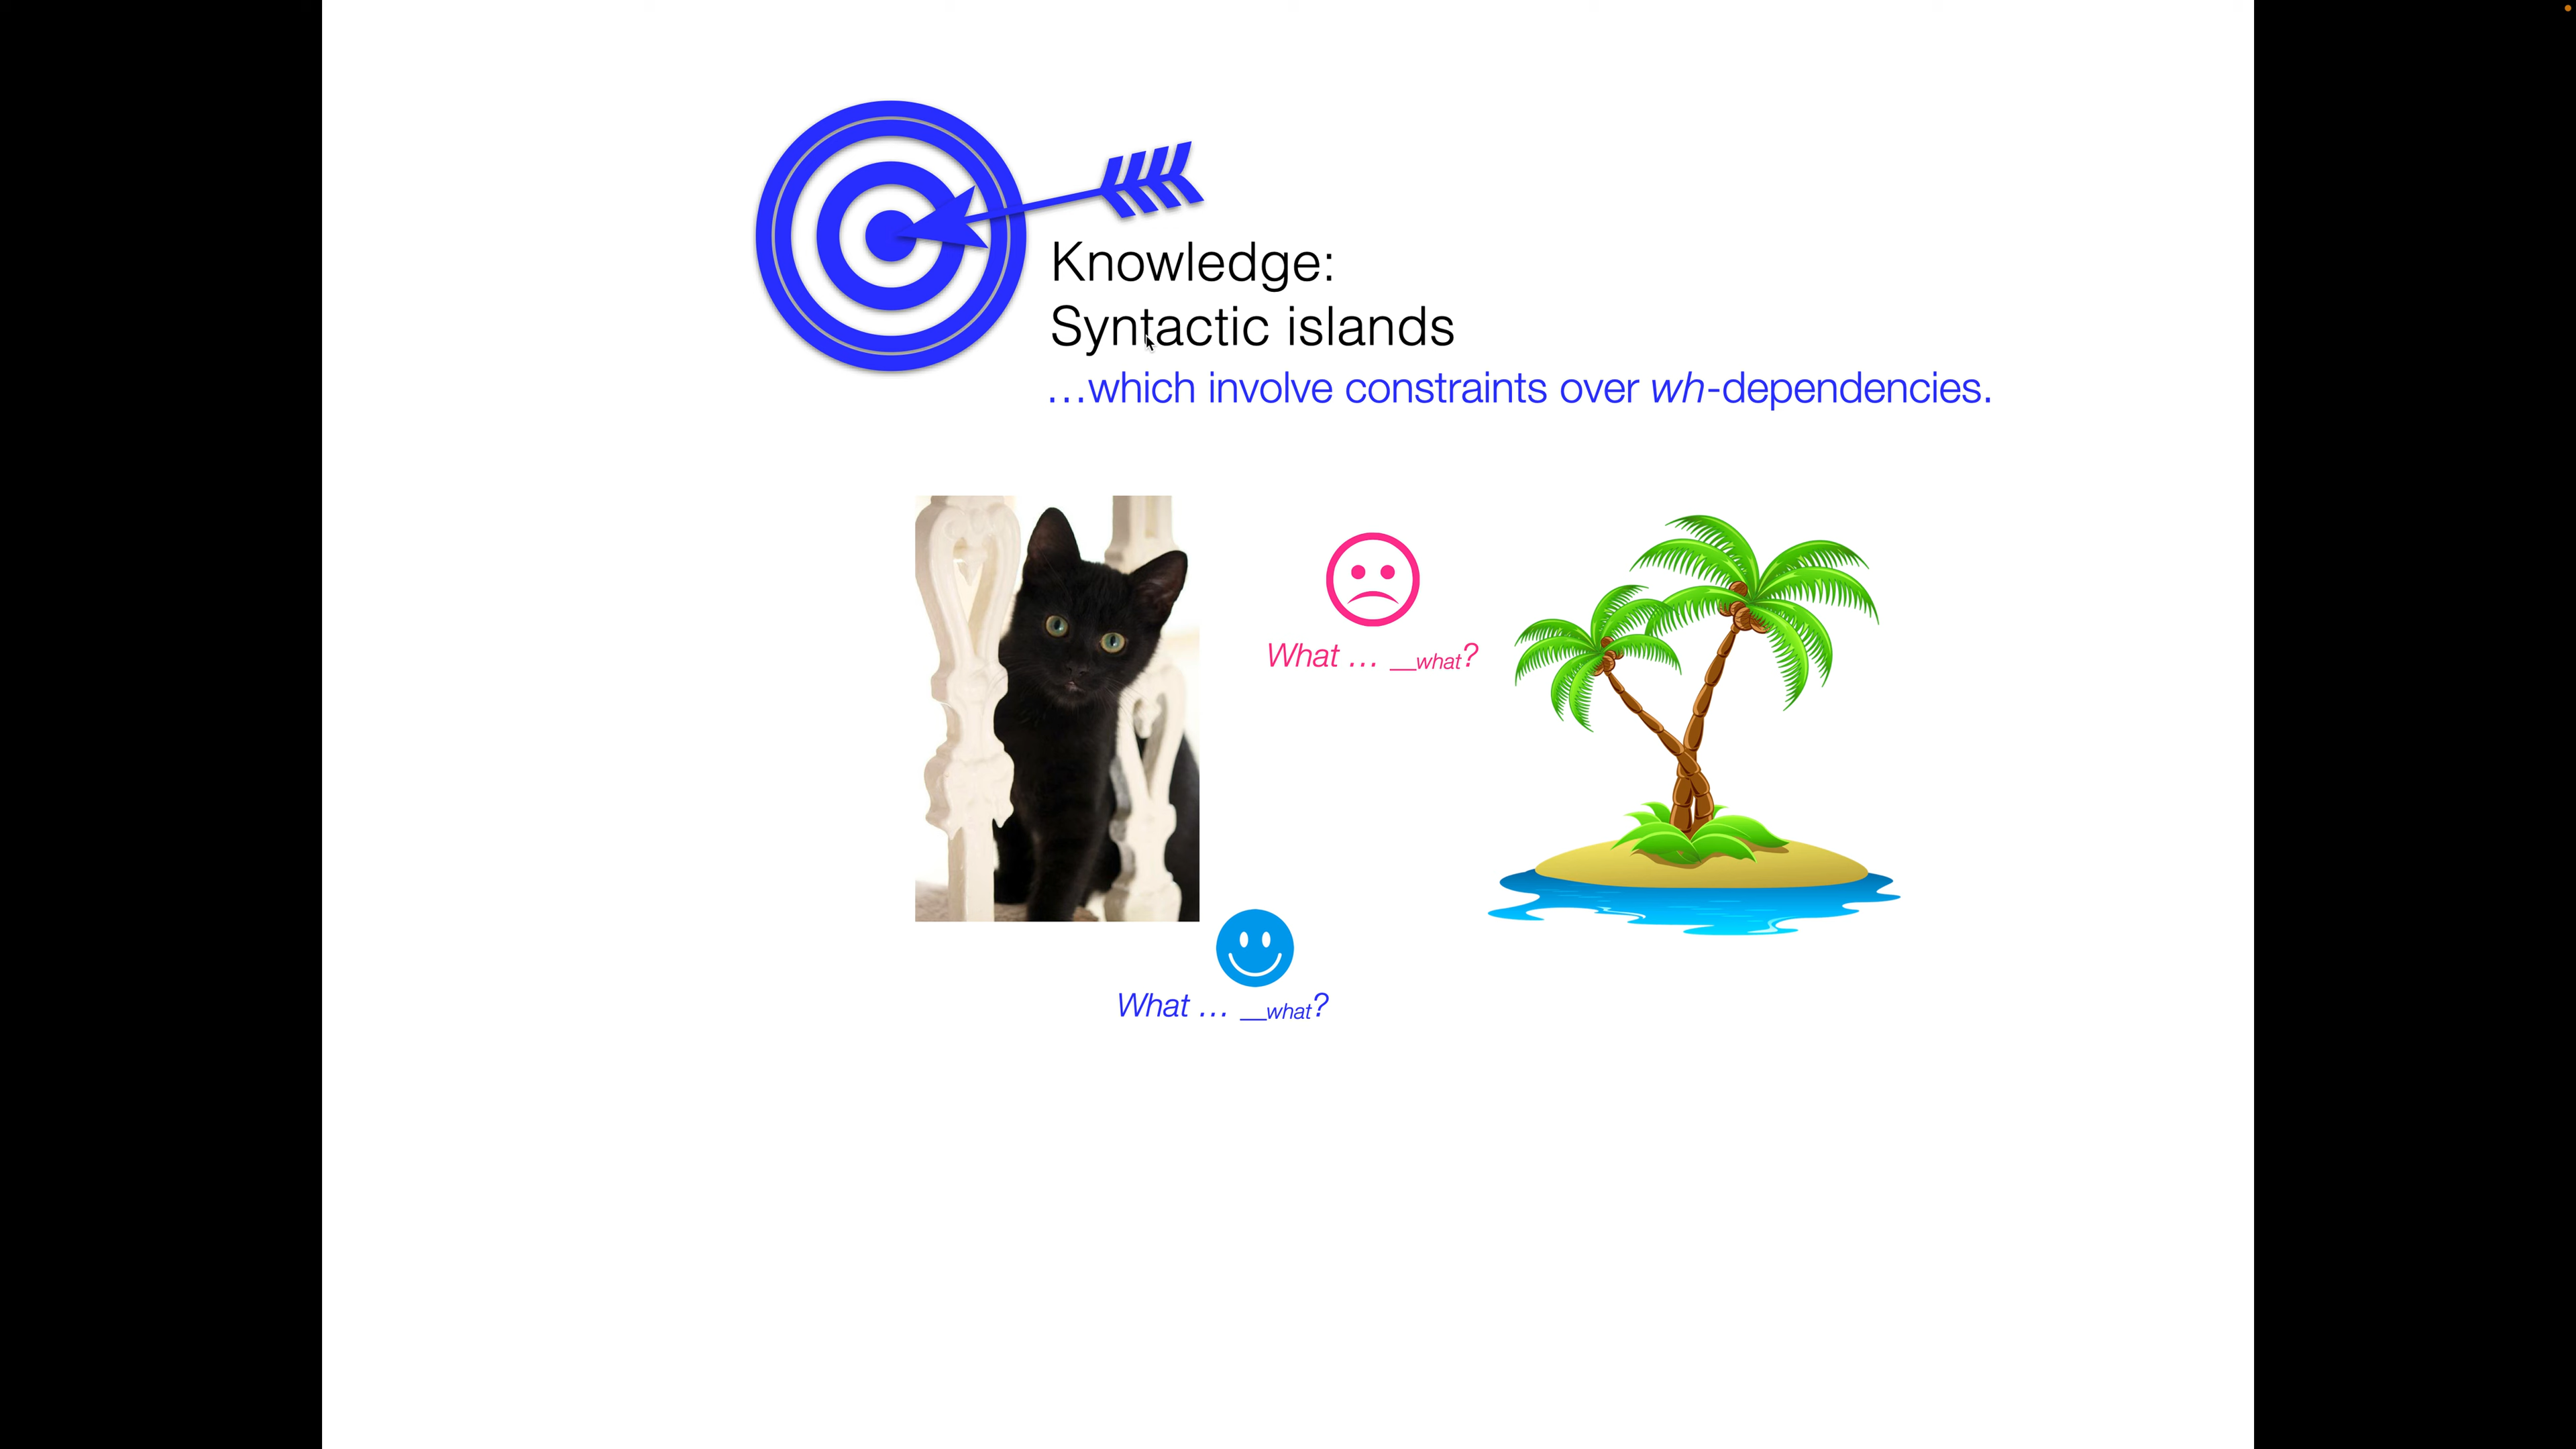 Knowledge:
Syntactic islands
…which involve constraints over wh-dependencies.
What … __what?
What … __what?